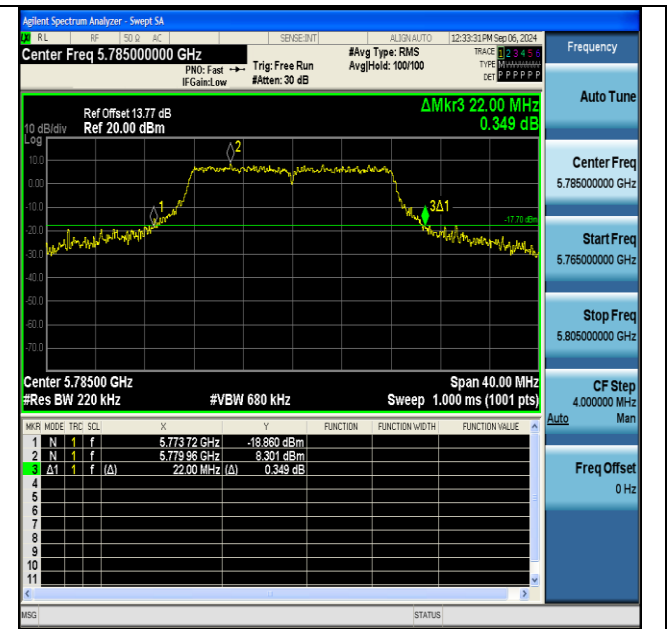 Agilent Spectrum Analyzer - Swept SA
RL RF 50 Ω AC SENSE:INT ALIGN AUTO 12:33:31 PM Sep 06, 2024
Center Freq 5.785000000 GHz
PNO: Fast
IFGain:Low
Trig: Free Run
#Atten: 30 dB
#Avg Type: RMS
Avg|Hold: 100/100
TRACE 1 2 3 4 5 6
TYPE
DET P P P P P P
Frequency
Auto Tune
Center Freq
5.785000000 GHz
Start Freq
5.765000000 GHz
Stop Freq
5.805000000 GHz
CF Step
4.000000 MHz
Auto Man
Freq Offset
0 Hz
ΔMkr3 22.00 MHz
0.349 dB
Ref Offset 13.77 dB
10 dB/div Ref 20.00 dBm
Log
10.0
0.00
-10.0
-20.0
-30.0
-40.0
-50.0
-60.0
-70.0
1
2
3Δ1
-17.70 dBm
Center 5.78500 GHz Span 40.00 MHz
#Res BW 220 kHz #VBW 680 kHz Sweep 1.000 ms (1001 pts)
MKR MODE TRC SCL X Y FUNCTION FUNCTION WIDTH FUNCTION VALUE
1 N 1 f 5.773 72 GHz -18.860 dBm
2 N 1 f 5.779 96 GHz 8.301 dBm
3 Δ1 1 f (Δ) 22.00 MHz (Δ) 0.349 dB
4
5
6
7
8
9
10
11
MSG STATUS